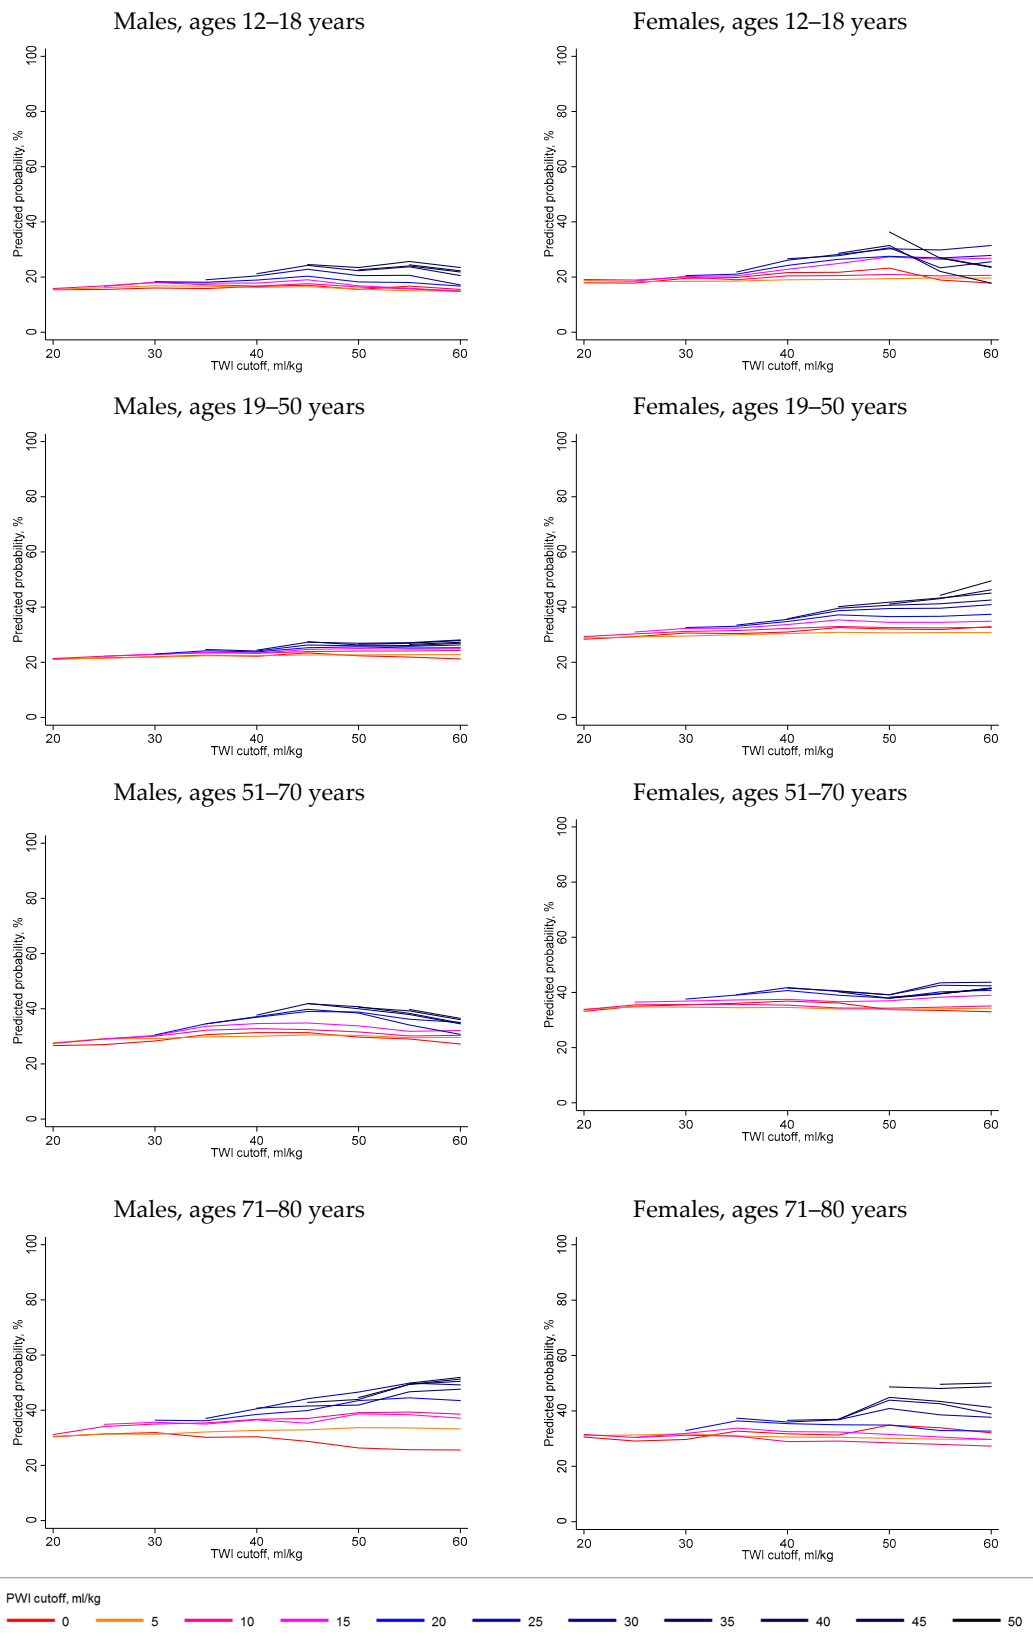 Males, ages 12–18 years
Predicted probability, %
100
80
60
40
20
0
20 30 40 50 60
TWI cutoff, ml/kg
Females, ages 12–18 years
Predicted probability, %
100
80
60
40
20
0
20 30 40 50 60
TWI cutoff, ml/kg
Males, ages 19–50 years
Predicted probability, %
100
80
60
40
20
0
20 30 40 50 60
TWI cutoff, ml/kg
Females, ages 19–50 years
Predicted probability, %
100
80
60
40
20
0
20 30 40 50 60
TWI cutoff, ml/kg
Males, ages 51–70 years
Predicted probability, %
100
80
60
40
20
0
20 30 40 50 60
TWI cutoff, ml/kg
Females, ages 51–70 years
Predicted probability, %
100
80
60
40
20
0
20 30 40 50 60
TWI cutoff, ml/kg
Males, ages 71–80 years
Predicted probability, %
100
80
60
40
20
0
20 30 40 50 60
TWI cutoff, ml/kg
Females, ages 71–80 years
Predicted probability, %
100
80
60
40
20
0
20 30 40 50 60
TWI cutoff, ml/kg
PWI cutoff, ml/kg
0 5 10 15 20 25 30 35 40 45 50